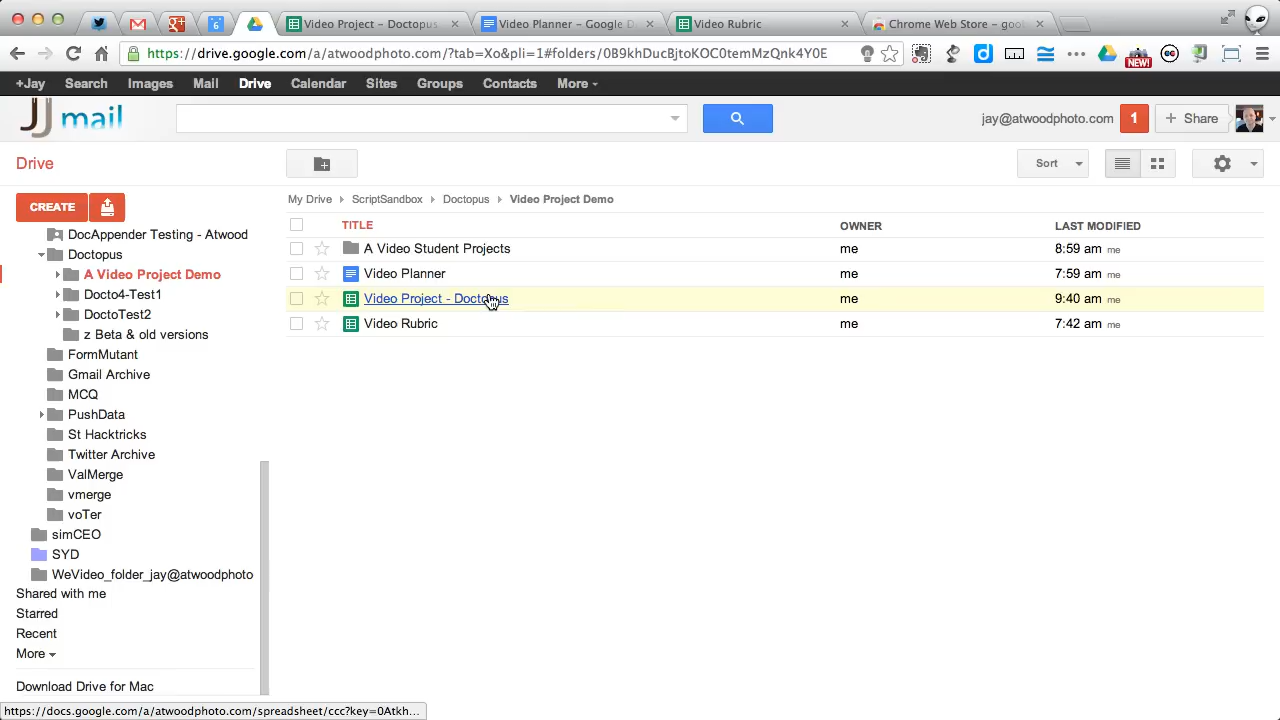 6 Video Project - Doctopus × Video Planner - Google D × Video Rubric × Chrome Web Store - goo ×
https://drive.google.com/a/atwoodphoto.com/?tab=Xo&pli=1#folders/0B9khDucBjtoKOC0temMzQnk4Y0E NEW!
+Jay Search Images Mail Drive Calendar Sites Groups Contacts More
JJ mail jay@atwoodphoto.com 1 + Share
Drive Sort
CREATE
My Drive ScriptSandbox Doctopus Video Project Demo
TITLE OWNER LAST MODIFIED
A Video Student Projects me 8:59 am me
Video Planner me 7:59 am me
Video Project - Doctopus me 9:40 am me
Video Rubric me 7:42 am me
DocAppender Testing - Atwood
Doctopus
A Video Project Demo
Docto4-Test1
DoctoTest2
z Beta & old versions
FormMutant
Gmail Archive
MCQ
PushData
St Hacktricks
Twitter Archive
ValMerge
vmerge
voTer
simCEO
SYD
WeVideo_folder_jay@atwoodphoto
Shared with me
Starred
Recent
More
Download Drive for Mac
https://docs.google.com/a/atwoodphoto.com/spreadsheet/ccc?key=0Atkh...